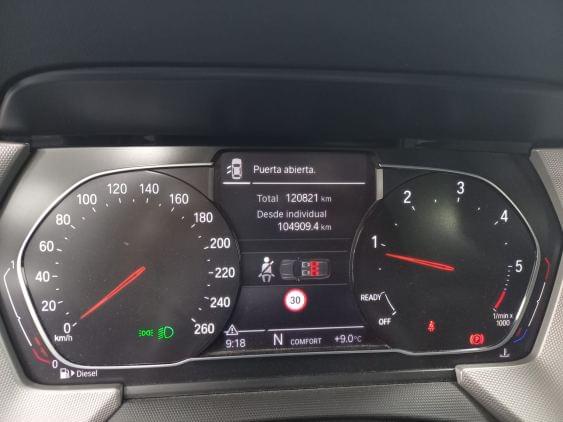 Puerta abierta.
Total 120821 km
Desde individual
104909.4 km
30
9:18 N COMFORT +9.0°C
0 20 40 60 80 100 120 140 160 180 200 220 240 260
km/h
1
0
Diesel
1 2 3 4 5
READY
OFF
1/min x
1000